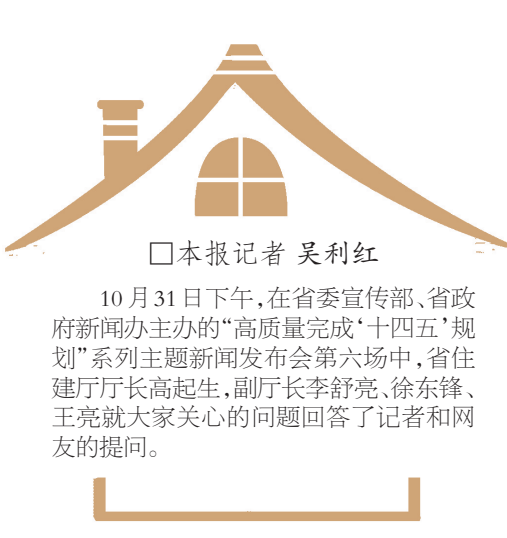 □本报记者 吴利红
10月31日下午,在省委宣传部、省政
府新闻办主办的“高质量完成‘十四五’规
划”系列主题新闻发布会第六场中,省住
建厅厅长高起生,副厅长李舒亮、徐东锋、
王亮就大家关心的问题回答了记者和网
友的提问。